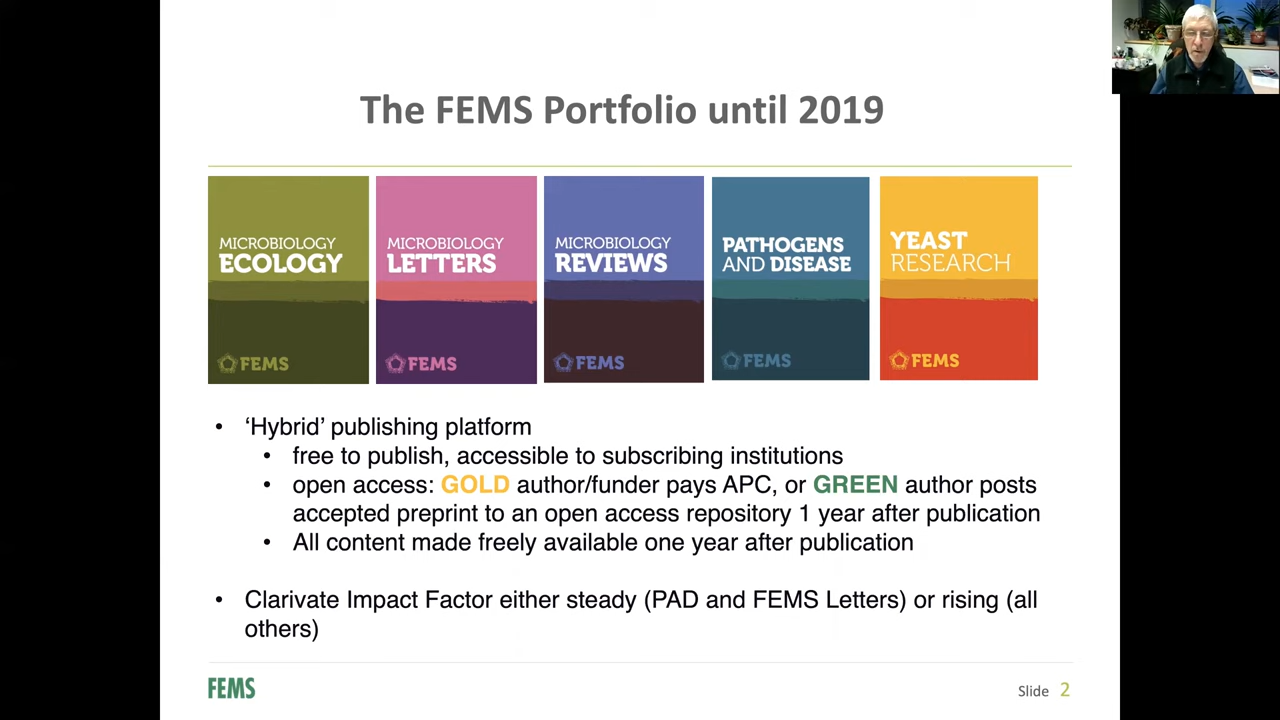 The FEMS Portfolio until 2019
MICROBIOLOGY
ECOLOGY
FEMS
MICROBIOLOGY
LETTERS
FEMS
MICROBIOLOGY
REVIEWS
FEMS
PATHOGENS
AND DISEASE
FEMS
YEAST
RESEARCH
FEMS
• ‘Hybrid’ publishing platform
• free to publish, accessible to subscribing institutions
• open access: GOLD author/funder pays APC, or GREEN author posts
accepted preprint to an open access repository 1 year after publication
• All content made freely available one year after publication
• Clarivate Impact Factor either steady (PAD and FEMS Letters) or rising (all
others)
FEMS
Slide 2